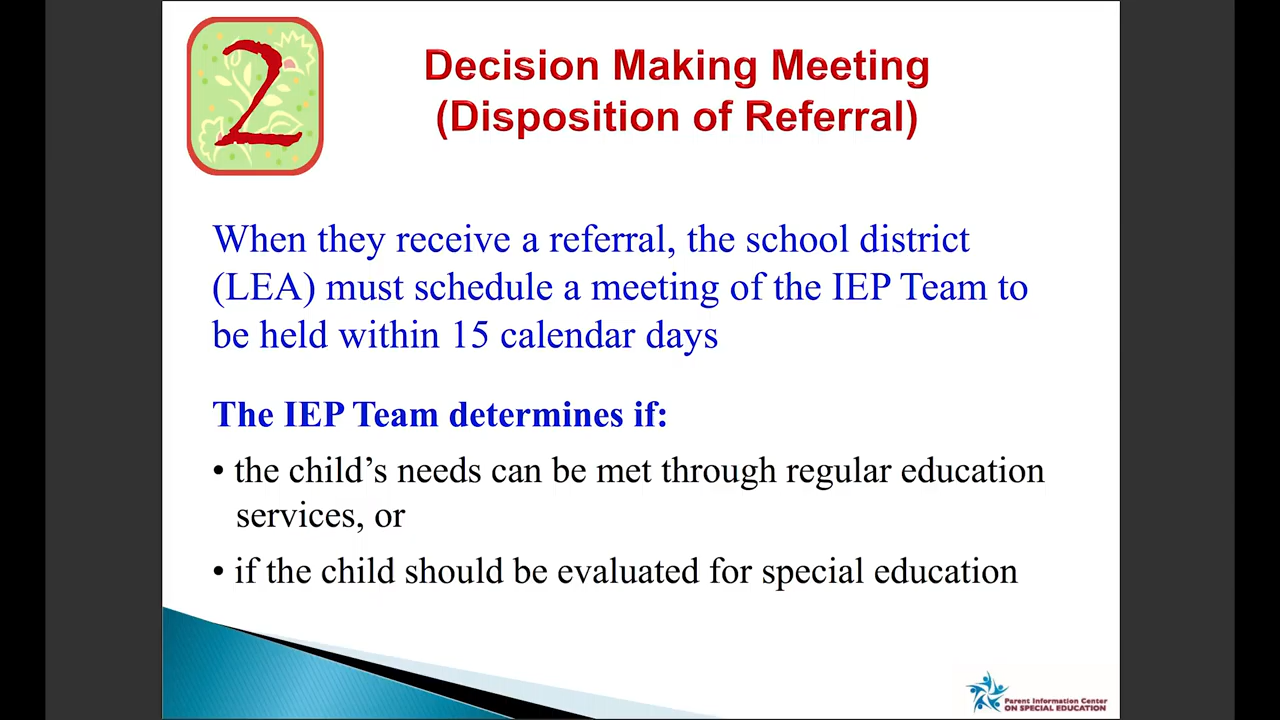 2
Decision Making Meeting
(Disposition of Referral)
When they receive a referral, the school district
(LEA) must schedule a meeting of the IEP Team to
be held within 15 calendar days
The IEP Team determines if:
• the child’s needs can be met through regular education
services, or
• if the child should be evaluated for special education
Parent Information Center
ON SPECIAL EDUCATION